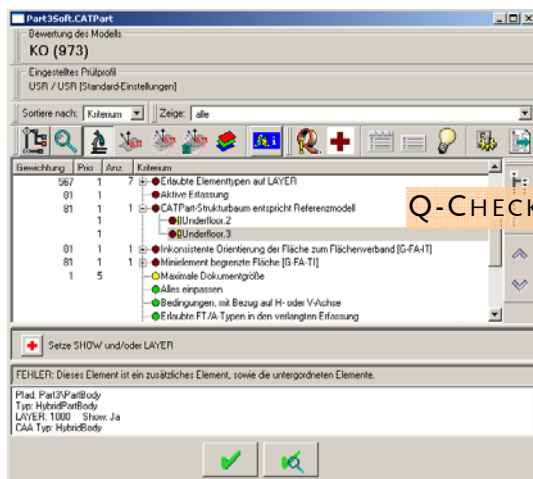 Part3Soft.CATPart
Bewertung des Modells
KO (973)
Eingestelltes Prüfprofil
USR / USR [Standard-Einstellungen]
Sortiere nach: Kriterium Zeige: alle
Gewichtung Prio Anz. Kriterium
567 1 7 Erlaubte Elementtypen auf LAYER
81 1 Aktive Erfassung
81 1 1 CATPart-Strukturbaum entspricht Referenzmodell
Underfloor.2
Underfloor.3
Q-CHECK
81 1 1 Inkonsistente Orientierung der Fläche zum Flächenverband [G-FA-IT]
81 1 1 Minielement begrenzte Fläche [G-FA-TI]
1 5 Maximale Dokumentgröße
Alles einpassen
Bedingungen, mit Bezug auf H- oder V-Achse
Erlaubte FT/A-Typen in den verlangten Erfassung
Setze SHOW und/oder LAYER
FEHLER: Dieses Element ist ein zusätzliches Element, sowie die untergordneten Elemente.
Pfad: Part3\PartBody
Typ: HybridPartBody
LAYER: 1000 Show: Ja
CAA Typ: HybridBody